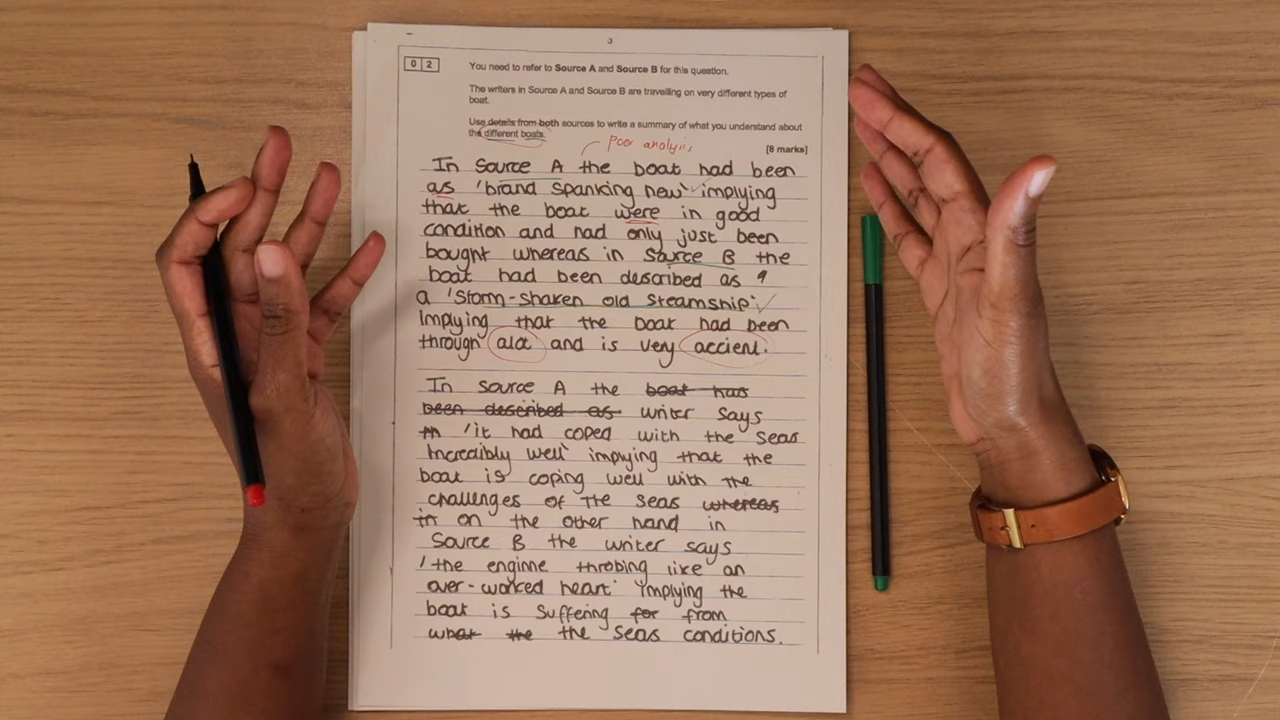 3
0 2
You need to refer to Source A and Source B for this question.
The writers in Source A and Source B are travelling on very different types of
boat.
Use details from both sources to write a summary of what you understand about
the different boats.
Poor analysis
[8 marks]
In Source A the boat had been
as 'brand spanking new' implying
that the boat were in good
condition and had only just been
bought whereas in Source B the
boat had been described as
a 'Storm-shaken old steamship'
Implying that the boat had been
through alot and is very accient.
In source A the boat has
been described as writer says
in 'it had coped with the seas
Incredibly well' implying that the
boat is coping well with the
challenges of the seas whereas
in on the other hand in
Source B the writer says
'the enginne throbing like an
over-worked heart' implying the
boat is suffering for from
what the the seas conditions.